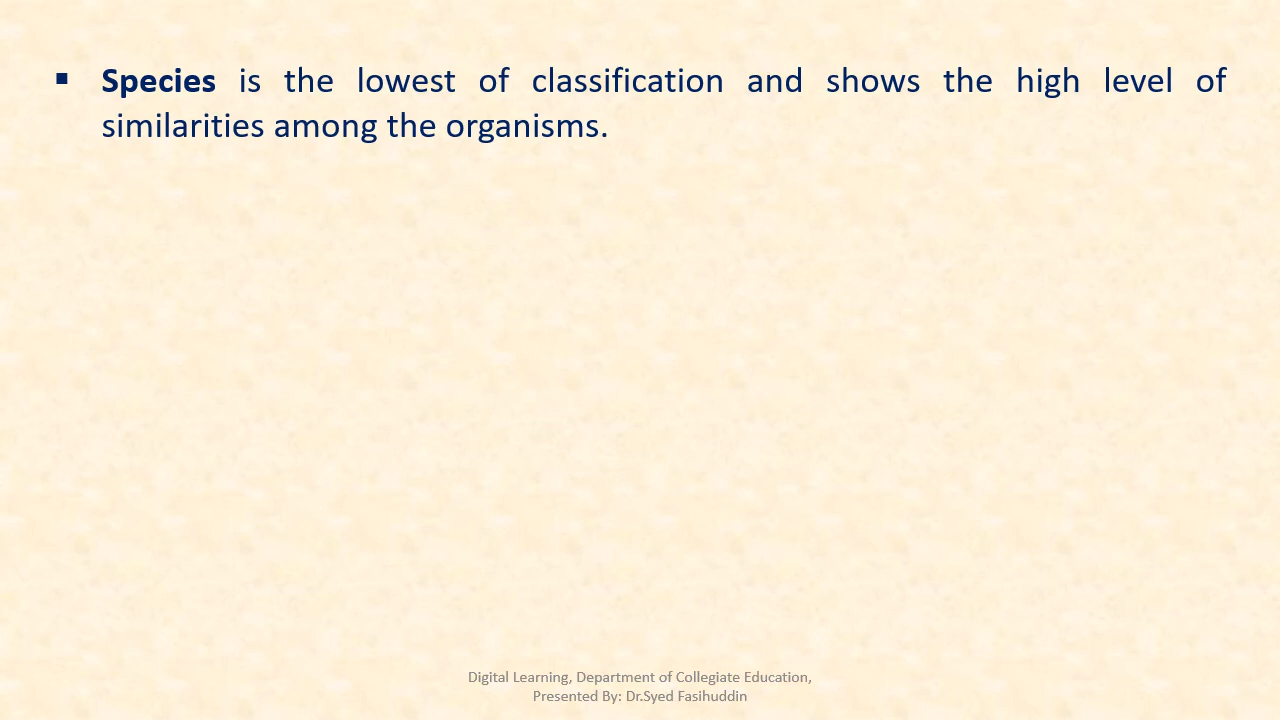 ▪ Species is the lowest of classification and shows the high level of
similarities among the organisms.
Digital Learning, Department of Collegiate Education,
Presented By: Dr.Syed Fasihuddin